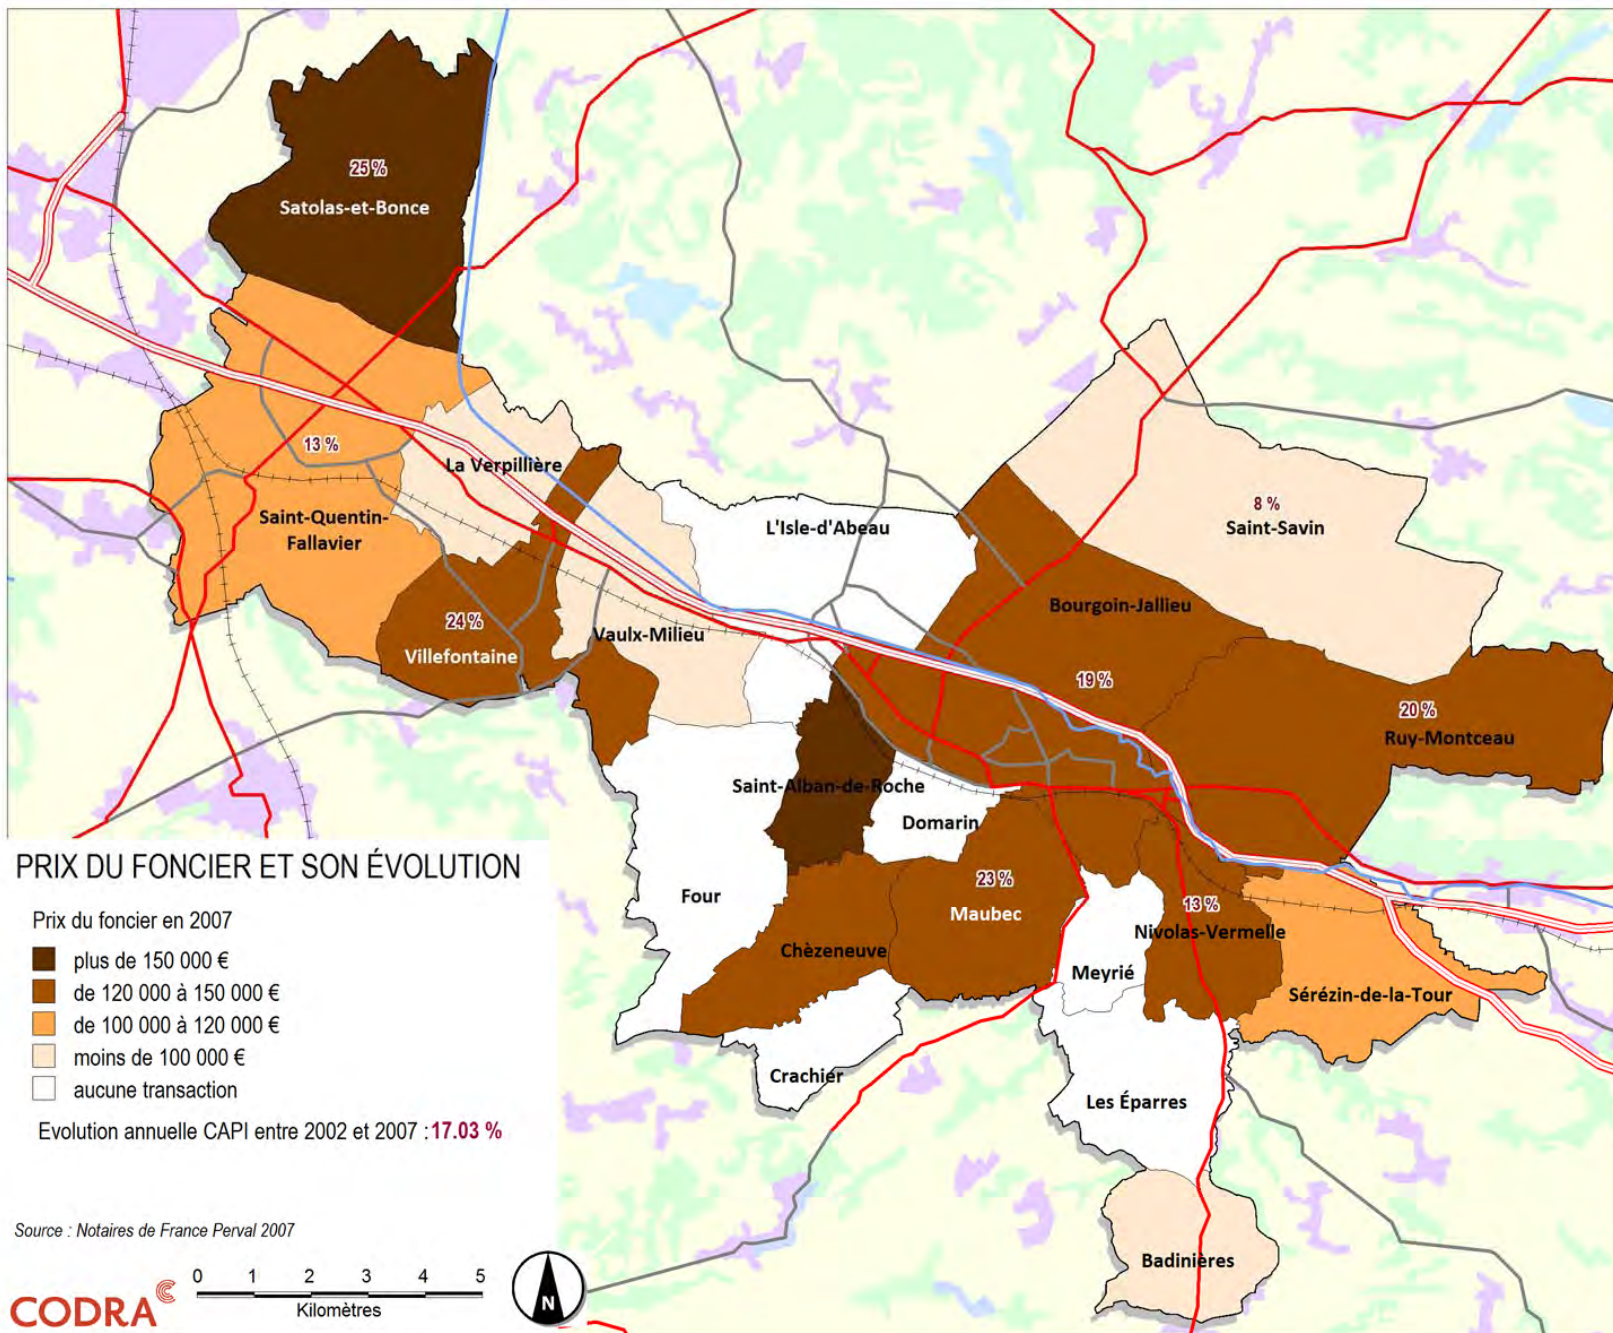 25 %
Satolas-et-Bonce
13 %
La Verpillière
Saint-Quentin-
Fallavier
L'Isle-d'Abeau
8 %
Saint-Savin
24 %
Villefontaine
Vaulx-Milieu
Bourgoin-Jallieu
19 %
20 %
Ruy-Montceau
Saint-Alban-de-Roche
Domarin
Four
23 %
Maubec
13 %
Nivolas-Vermelle
Chèzeneuve
Meyrié
Sérézin-de-la-Tour
Crachier
Les Éparres
Badinières
PRIX DU FONCIER ET SON ÉVOLUTION
Prix du foncier en 2007
plus de 150 000 €
de 120 000 à 150 000 €
de 100 000 à 120 000 €
moins de 100 000 €
aucune transaction
Evolution annuelle CAPI entre 2002 et 2007 : 17.03 %
Source : Notaires de France Perval 2007
0 1 2 3 4 5
Kilomètres
N
CODRA